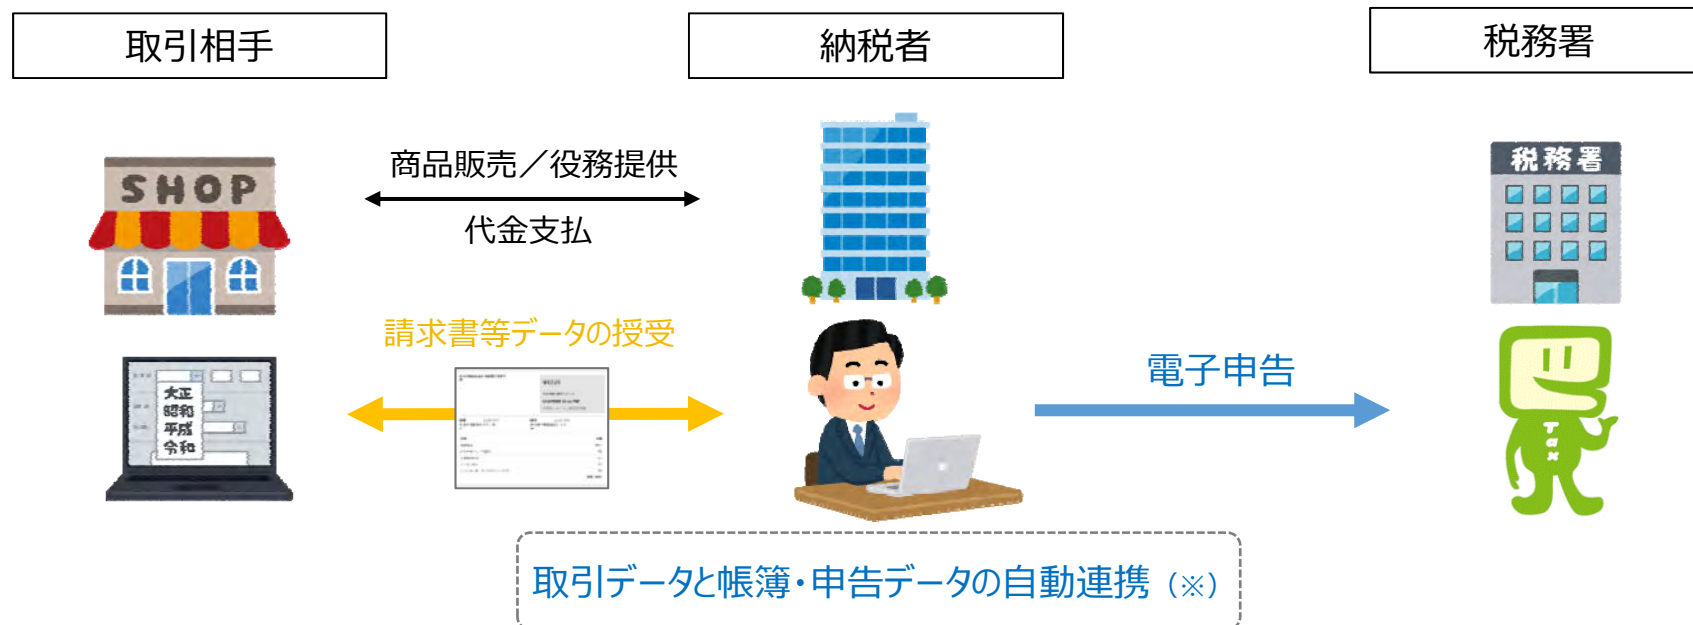 取引相手
納税者
税務署
商品販売／役務提供
代金支払
SHOP
税務署
請求書等データの授受
大正
昭和
平成
令和
電子申告
Tax
取引データと帳簿・申告データの自動連携（※）